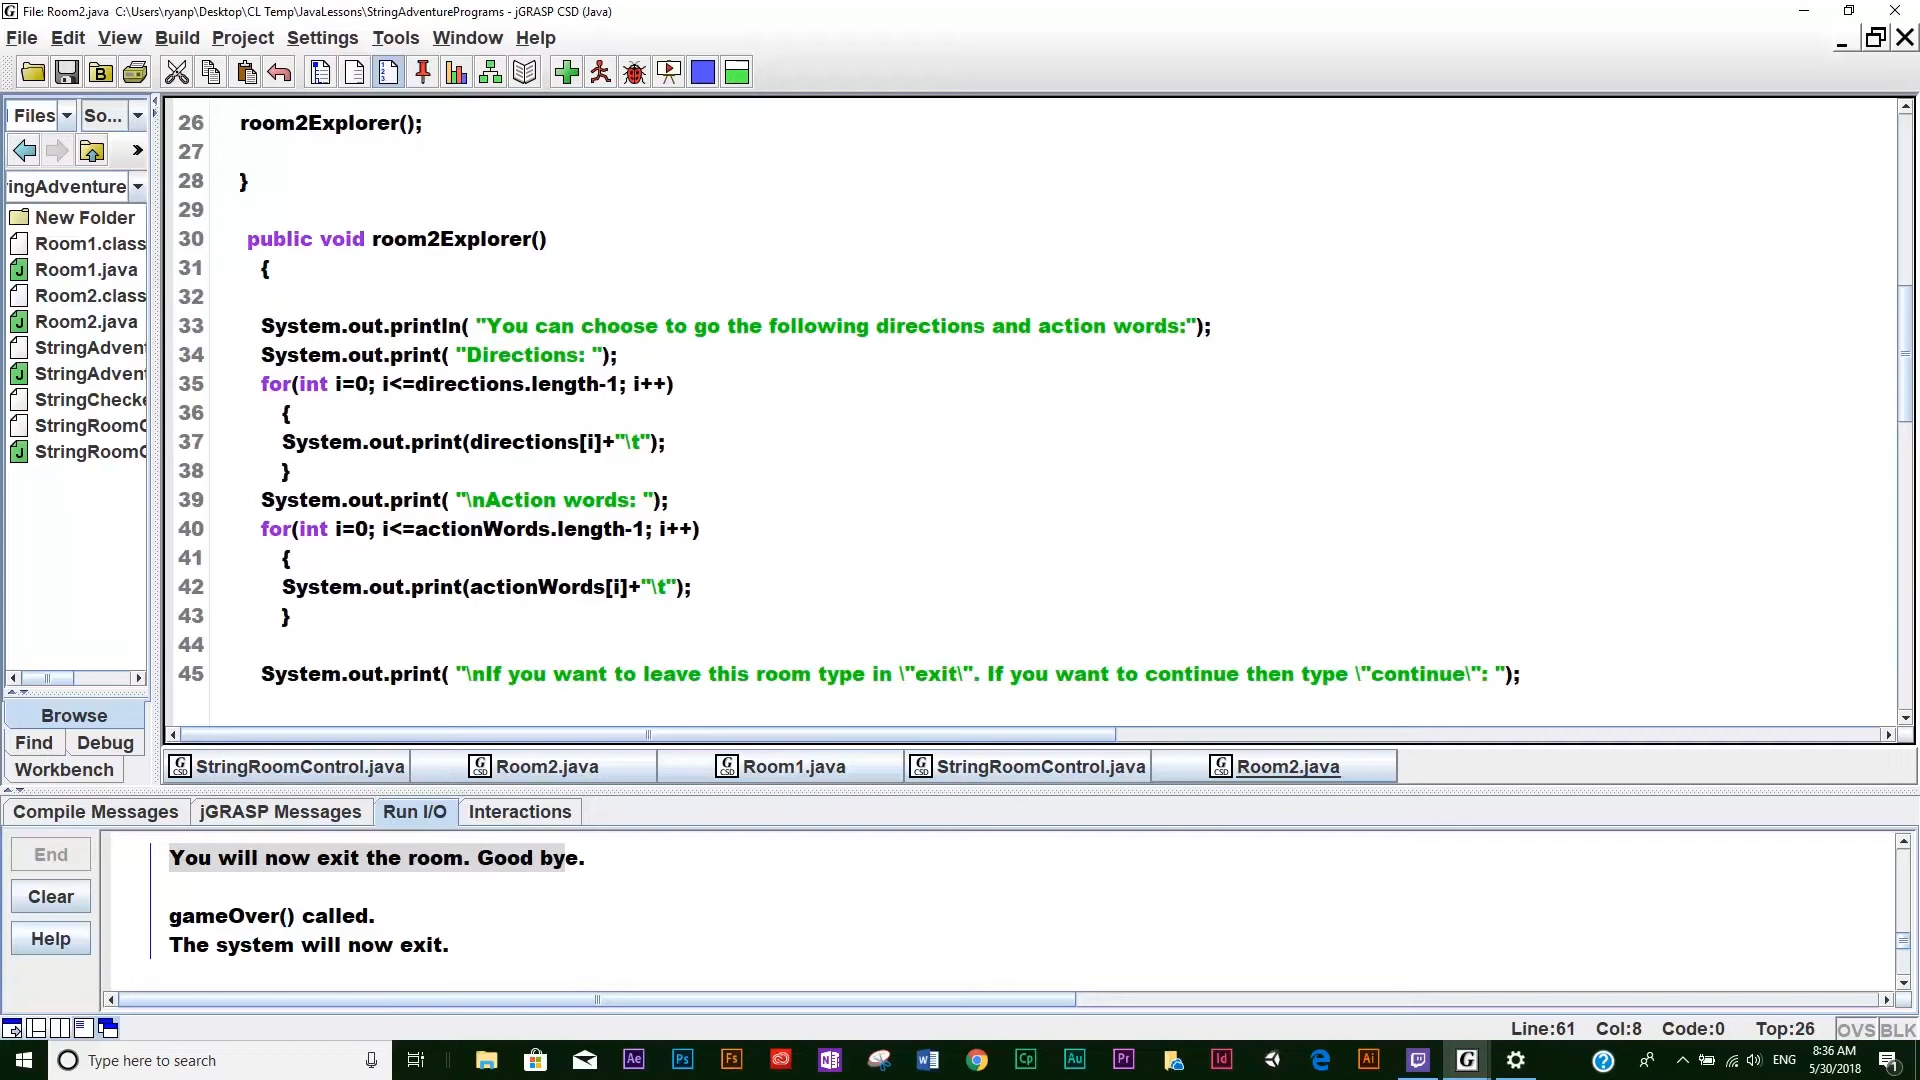 File: Room2.java  C:\Users\ryanp\Desktop\CL Temp\JavaLessons\StringAdventurePrograms - jGRASP CSD (Java)
File Edit View Build Project Settings Tools Window Help
Files So...
ringAdventure
New Folder
Room1.class
Room1.java
Room2.class
Room2.java
StringAdvent
StringAdvent
StringChecke
StringRoomC
StringRoomC
Browse
Find Debug
Workbench
26 room2Explorer();
27
28 }
29
30 public void room2Explorer()
31 {
32
33 System.out.println( "You can choose to go the following directions and action words:");
34 System.out.print( "Directions: ");
35 for(int i=0; i<=directions.length-1; i++)
36 {
37 System.out.print(directions[i]+"\t");
38 }
39 System.out.print( "\nAction words: ");
40 for(int i=0; i<=actionWords.length-1; i++)
41 {
42 System.out.print(actionWords[i]+"\t");
43 }
44
45 System.out.print( "\nIf you want to leave this room type in \"exit\". If you want to continue then type \"continue\": ");
StringRoomControl.java Room2.java Room1.java StringRoomControl.java Room2.java
Compile Messages jGRASP Messages Run I/O Interactions
End
Clear
Help
You will now exit the room. Good bye.
gameOver() called.
The system will now exit.
Line:61 Col:8 Code:0 Top:26 OVS BLK
Type here to search
ENG
8:36 AM
5/30/2018